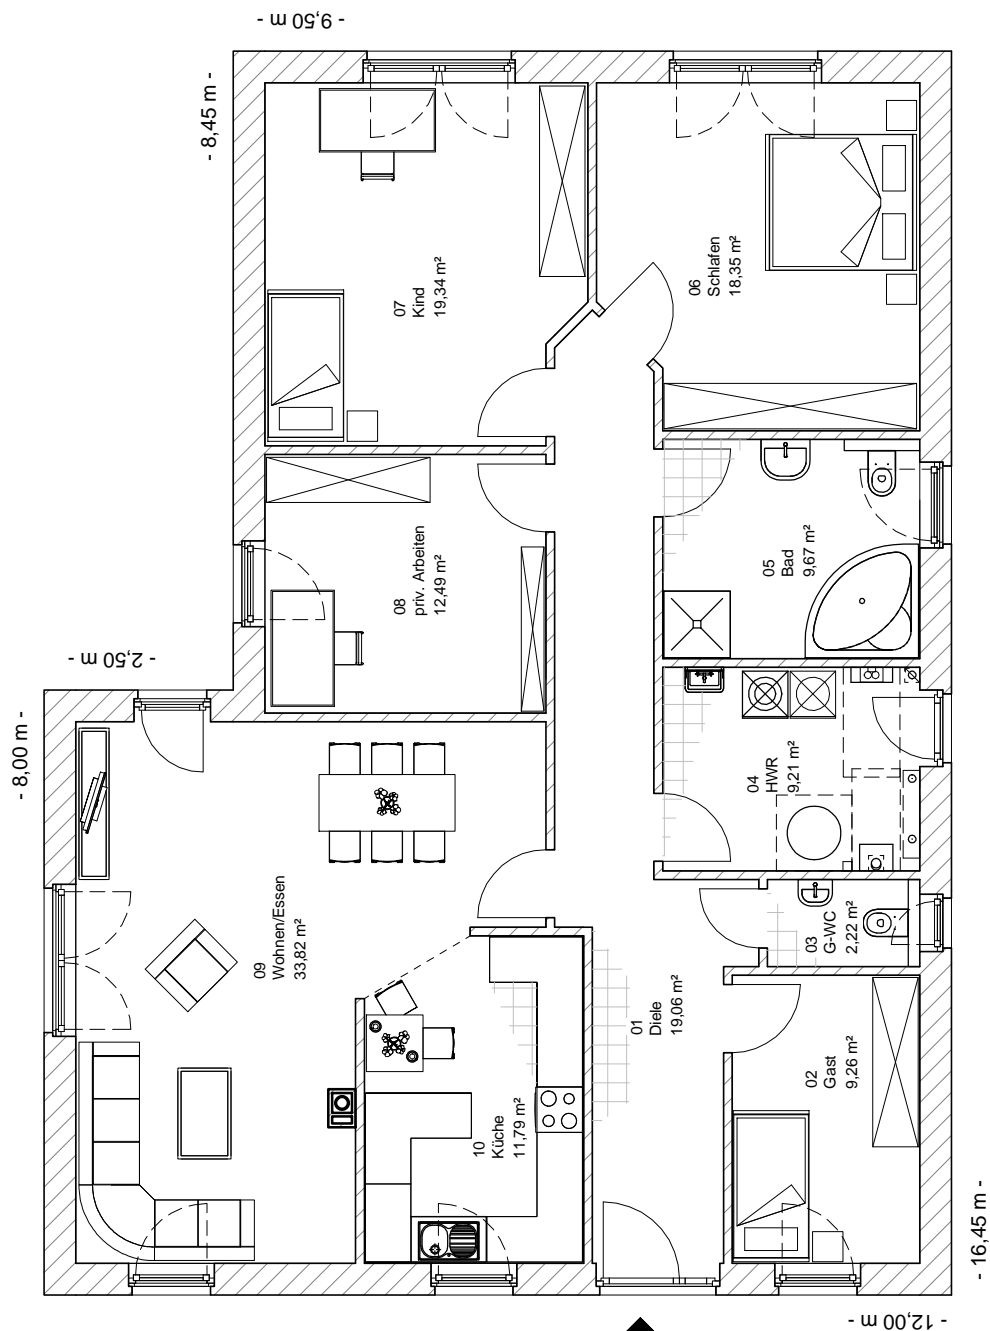 - 9,50 m -
- 8,45 m -
- 2,50 m -
- 8,00 m -
07
Kind
19,34 m²
06
Schlafen
18,35 m²
08
priv. Arbeiten
12,49 m²
05
Bad
9,67 m²
04
HWR
9,21 m²
09
Wohnen/Essen
33,82 m²
03
G-WC
2,22 m²
01
Diele
19,06 m²
02
Gast
9,26 m²
10
Küche
11,79 m²
- 16,45 m -
- 12,00 m -